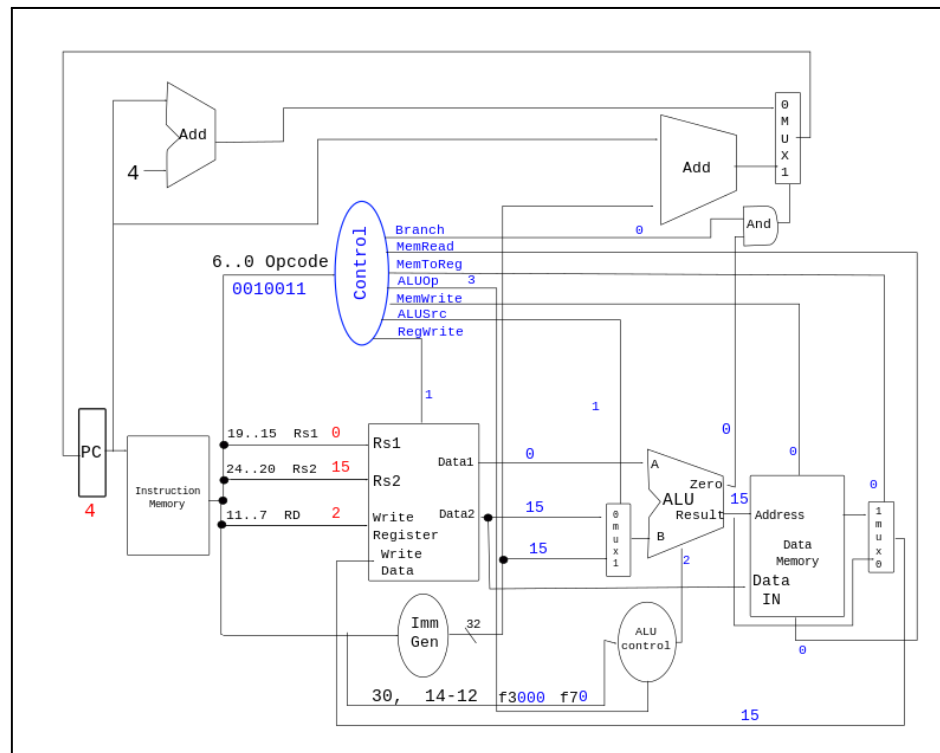 Add
4
0
M
U
X
1
Add
And
Control
Branch 0
MemRead
MemToReg
ALUOp 3
MemWrite
ALUSrc
RegWrite
6..0 Opcode
0010011
1
1
0
0
0
PC
4
Instruction
Memory
19..15 Rs1 0
24..20 Rs2 15
11..7 RD 2
Rs1
Rs2
Write
Register
Write
Data
Data1
Data2
0
15
15
0
m
u
x
1
A
B
ALU
Zero
Result
2
15
Address
Data
Memory
Data
IN
0
1
m
u
x
0
Imm
Gen
32
ALU
control
30, 14-12 f3000 f70
15